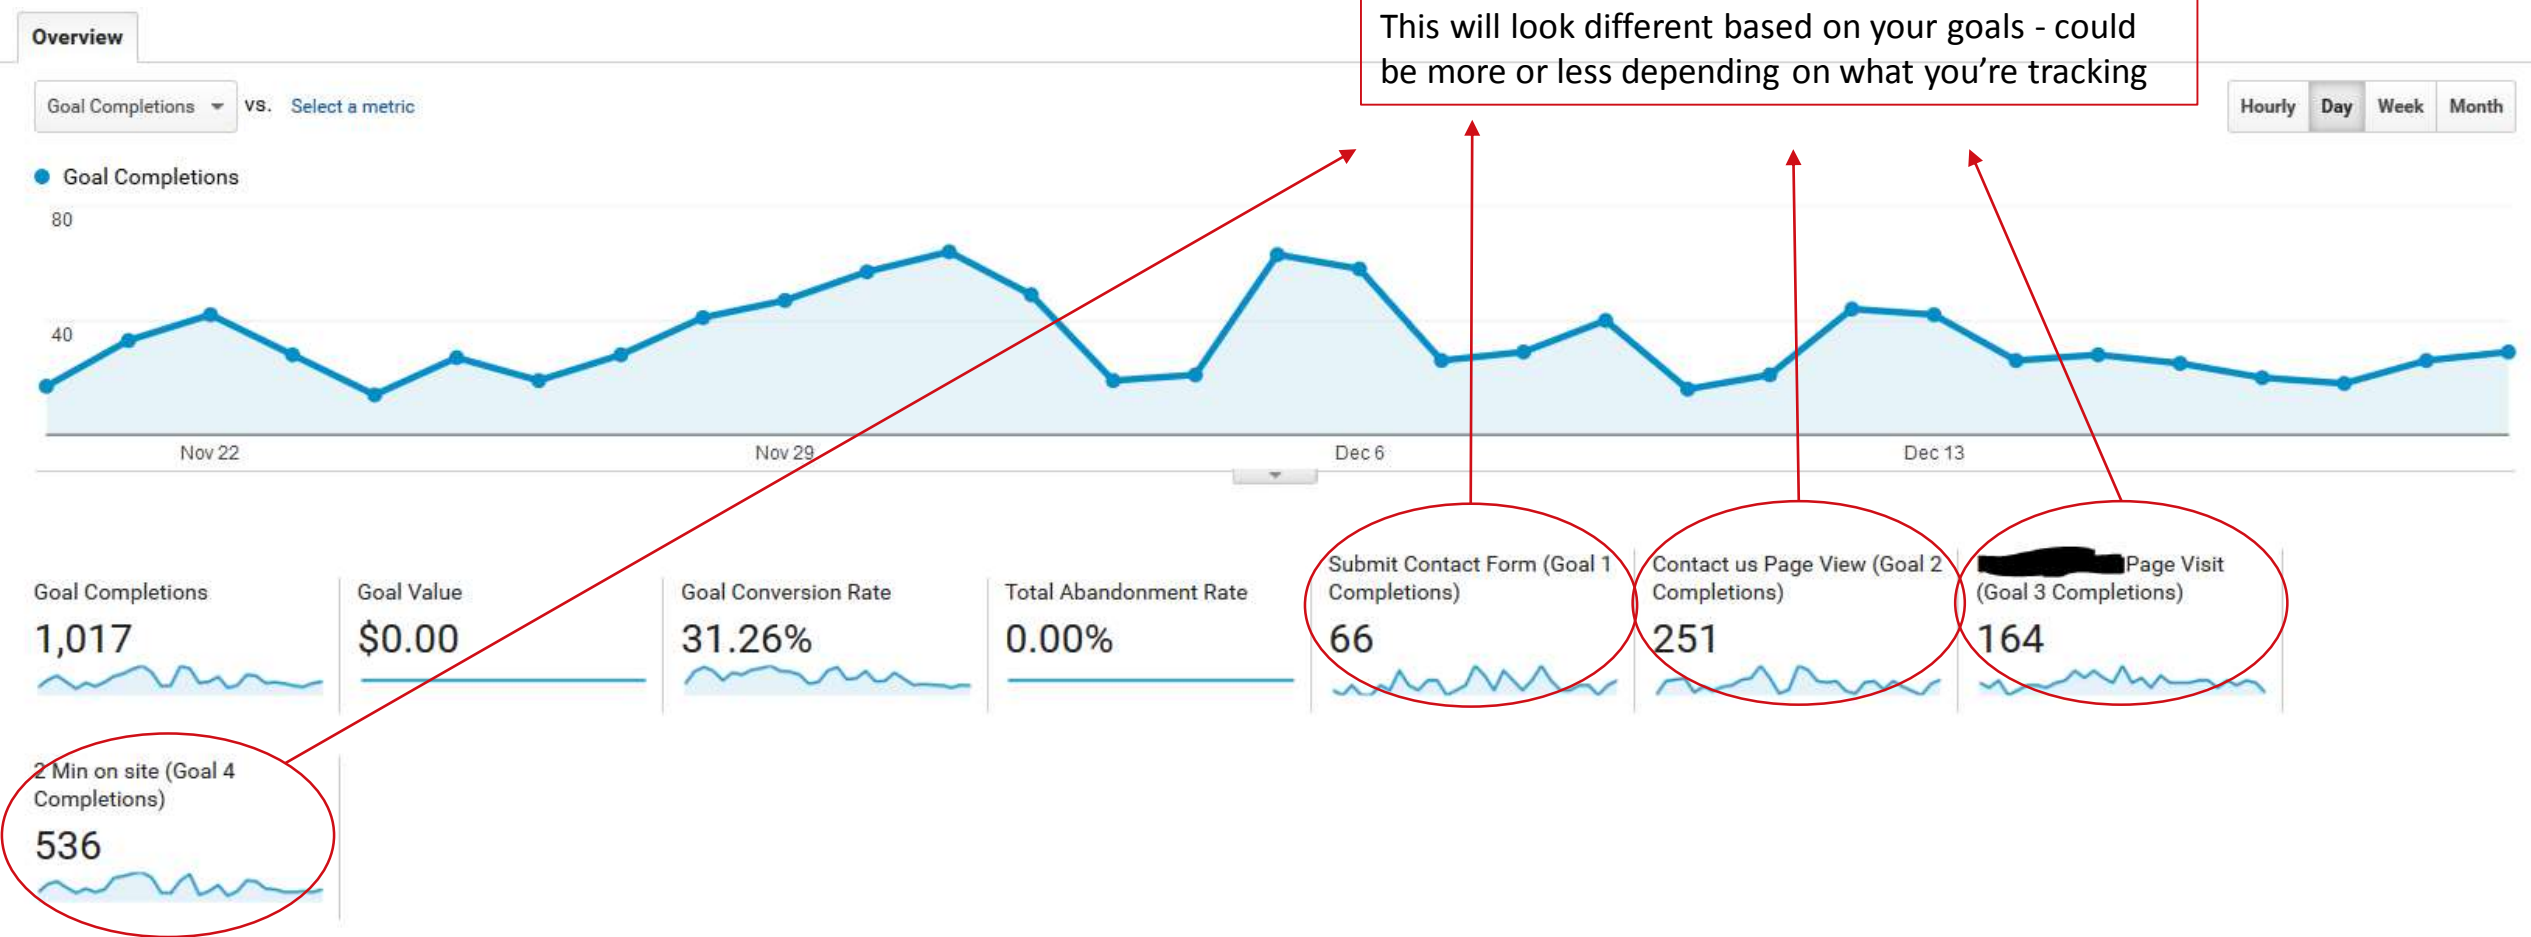 This will look different based on your goals - could
be more or less depending on what you’re tracking
Overview
Goal Completions vs. Select a metric
Hourly Day Week Month
Goal Completions
80
40
Nov 22 Nov 29 Dec 6 Dec 13
Goal Completions
1,017
Goal Value
$0.00
Goal Conversion Rate
31.26%
Total Abandonment Rate
0.00%
Submit Contact Form (Goal 1
Completions)
66
Contact us Page View (Goal 2
Completions)
251
Page Visit
(Goal 3 Completions)
164
2 Min on site (Goal 4
Completions)
536